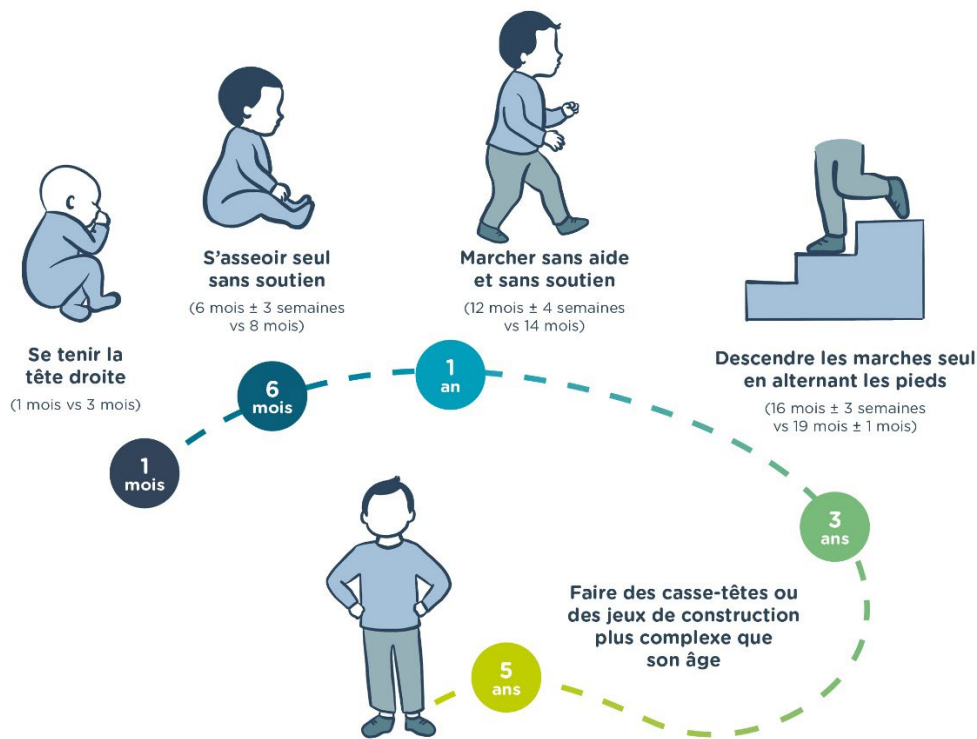 Se tenir la
tête droite
(1 mois vs 3 mois)
1
mois
S'asseoir seul
sans soutien
(6 mois ± 3 semaines
vs 8 mois)
6
mois
Marcher sans aide
et sans soutien
(12 mois ± 4 semaines
vs 14 mois)
1
an
Descendre les marches seul
en alternant les pieds
(16 mois ± 3 semaines
vs 19 mois ± 1 mois)
3
ans
Faire des casse-têtes ou
des jeux de construction
plus complexe que
son âge
5
ans